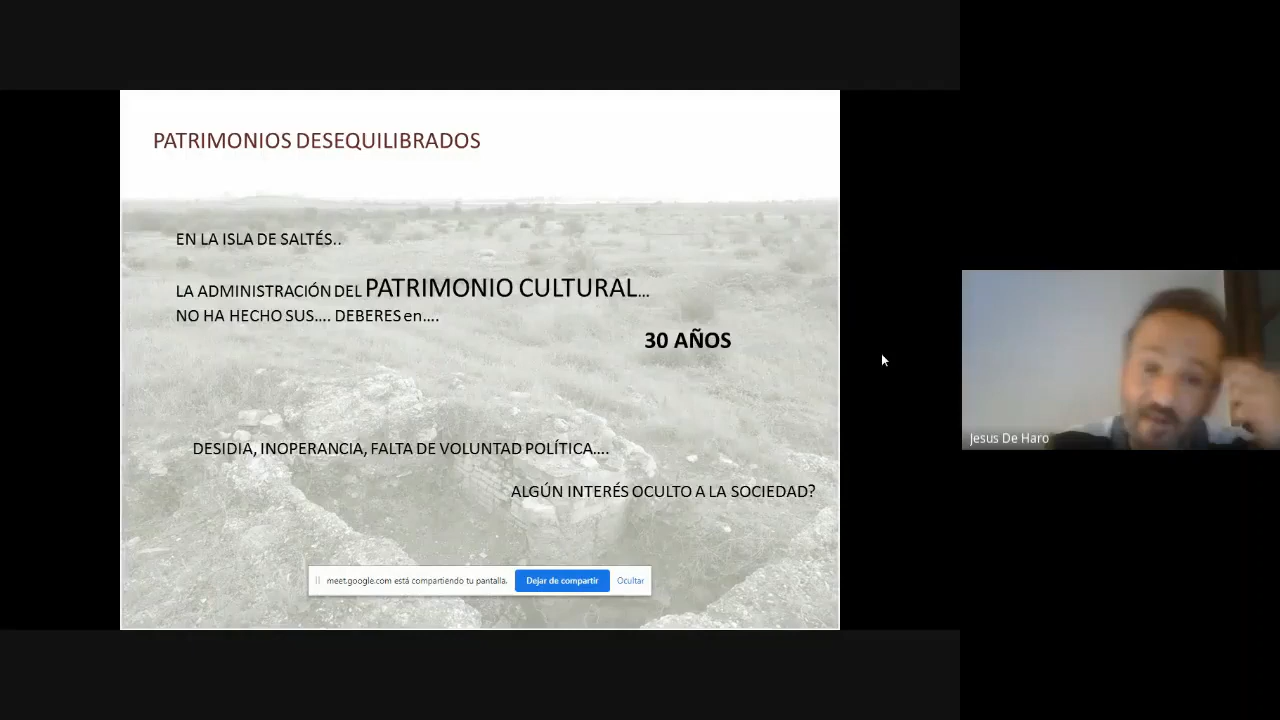 PATRIMONIOS DESEQUILIBRADOS
EN LA ISLA DE SALTÉS..
LA ADMINISTRACIÓN DEL PATRIMONIO CULTURAL...
NO HA HECHO SUS.... DEBERES en....
30 AÑOS
DESIDIA, INOPERANCIA, FALTA DE VOLUNTAD POLÍTICA....
ALGÚN INTERÉS OCULTO A LA SOCIEDAD?
meet.google.com está compartiendo tu pantalla. Dejar de compartir Ocultar
Jesus De Haro